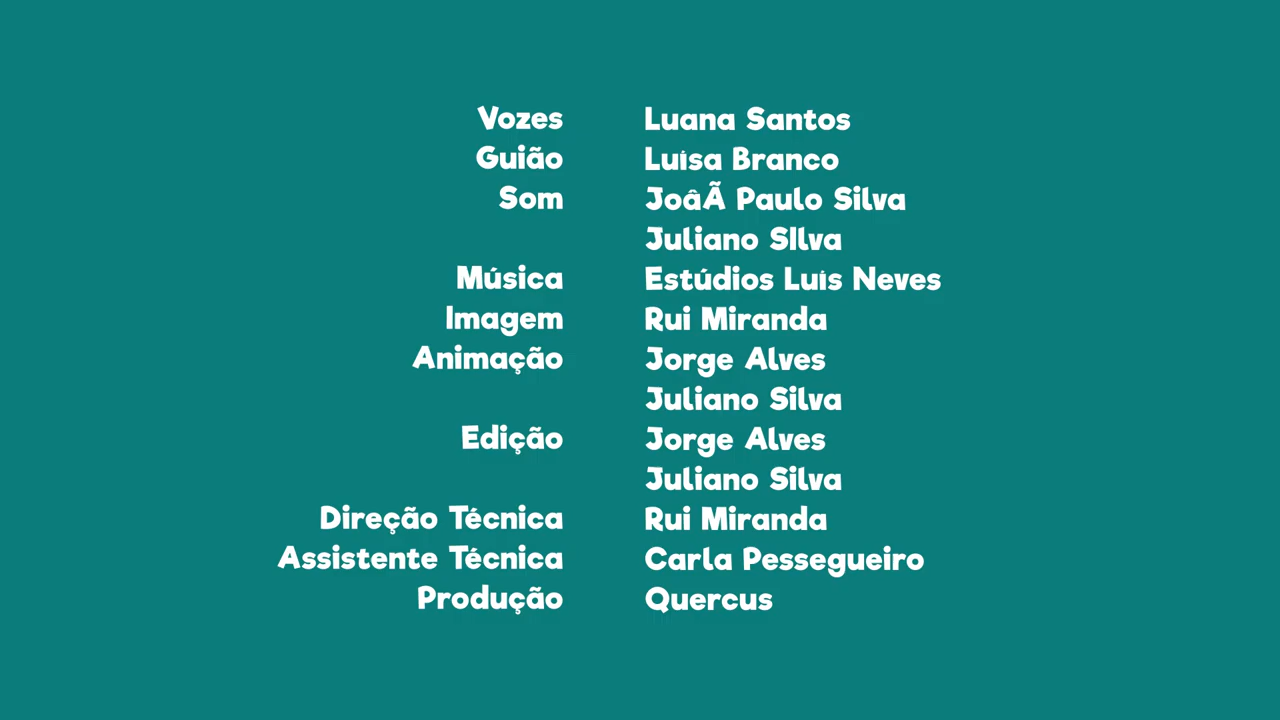 Vozes Luana Santos
Guião Luísa Branco
Som JoâÃ Paulo Silva
Juliano SIlva
Música Estúdios Luís Neves
Imagem Rui Miranda
Animação Jorge Alves
Juliano Silva
Edição Jorge Alves
Juliano Silva
Direção Técnica Rui Miranda
Assistente Técnica Carla Pessegueiro
Produção Quercus